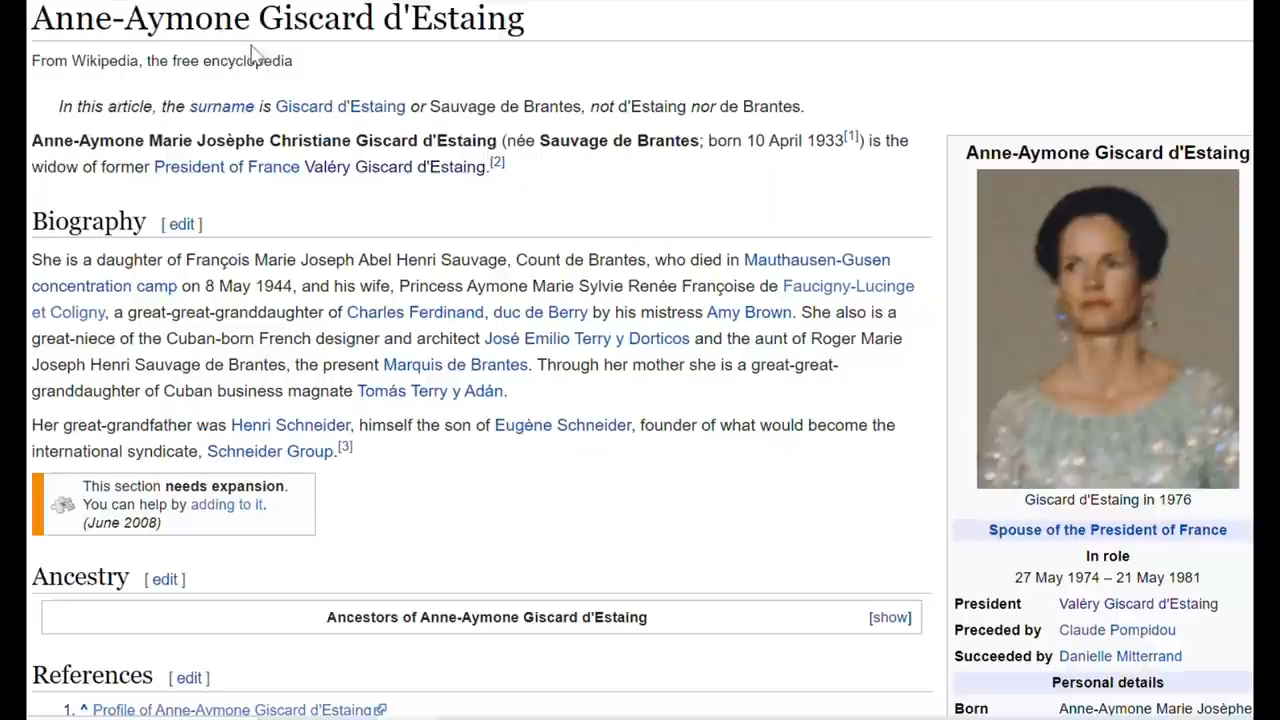 Anne-Aymone Giscard d'Estaing
From Wikipedia, the free encyclopedia
In this article, the surname is Giscard d'Estaing or Sauvage de Brantes, not d'Estaing nor de Brantes.
Anne-Aymone Marie Josèphe Christiane Giscard d'Estaing (née Sauvage de Brantes; born 10 April 1933[1]) is the
widow of former President of France Valéry Giscard d'Estaing.[2]
Biography [ edit ]
She is a daughter of François Marie Joseph Abel Henri Sauvage, Count de Brantes, who died in Mauthausen-Gusen
concentration camp on 8 May 1944, and his wife, Princess Aymone Marie Sylvie Renée Françoise de Faucigny-Lucinge
et Coligny, a great-great-granddaughter of Charles Ferdinand, duc de Berry by his mistress Amy Brown. She also is a
great-niece of the Cuban-born French designer and architect José Emilio Terry y Dorticos and the aunt of Roger Marie
Joseph Henri Sauvage de Brantes, the present Marquis de Brantes. Through her mother she is a great-great-
granddaughter of Cuban business magnate Tomás Terry y Adán.
Her great-grandfather was Henri Schneider, himself the son of Eugène Schneider, founder of what would become the
international syndicate, Schneider Group.[3]
This section needs expansion.
You can help by adding to it.
(June 2008)
Ancestry [ edit ]
Ancestors of Anne-Aymone Giscard d'Estaing [show]
References [ edit ]
1. ^ Profile of Anne-Aymone Giscard d'Estaing
Anne-Aymone Giscard d'Estaing
Giscard d'Estaing in 1976
Spouse of the President of France
In role
27 May 1974 – 21 May 1981
President Valéry Giscard d'Estaing
Preceded by Claude Pompidou
Succeeded by Danielle Mitterrand
Personal details
Born Anne-Aymone Marie Josèphe